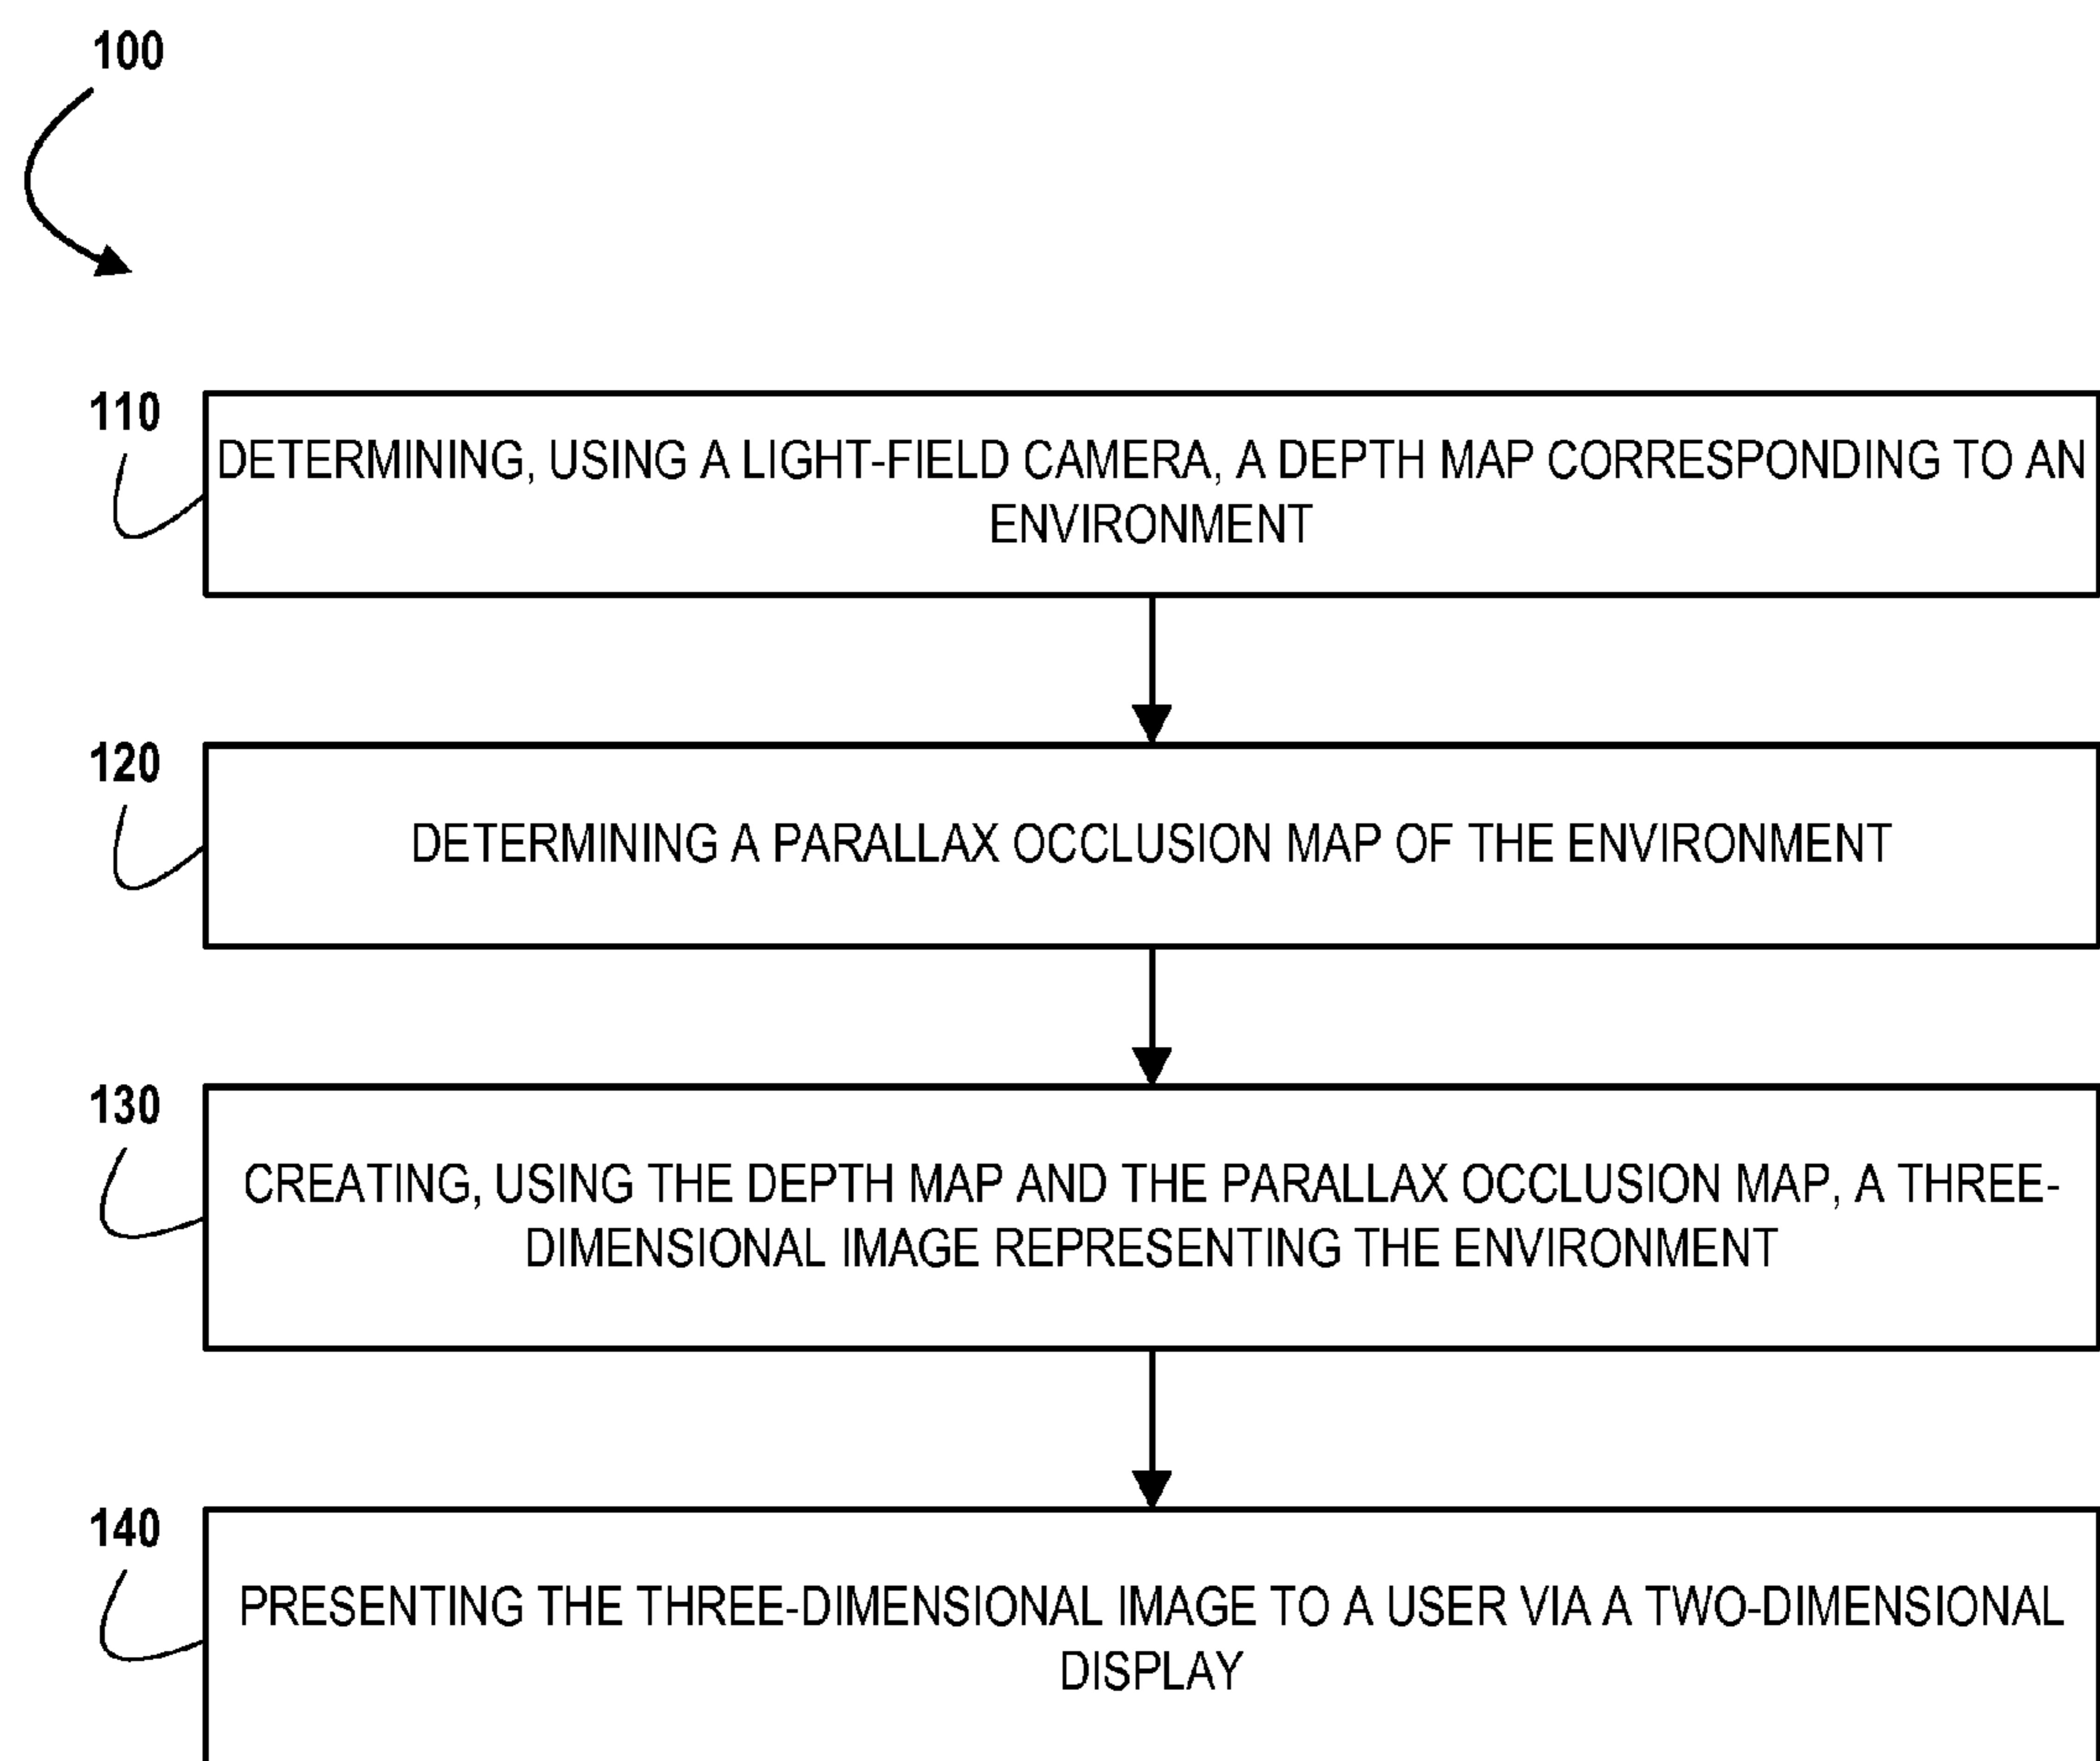 100
110
DETERMINING, USING A LIGHT-FIELD CAMERA, A DEPTH MAP CORRESPONDING TO AN
ENVIRONMENT
120
DETERMINING A PARALLAX OCCLUSION MAP OF THE ENVIRONMENT
130
CREATING, USING THE DEPTH MAP AND THE PARALLAX OCCLUSION MAP, A THREE-
DIMENSIONAL IMAGE REPRESENTING THE ENVIRONMENT
140
PRESENTING THE THREE-DIMENSIONAL IMAGE TO A USER VIA A TWO-DIMENSIONAL
DISPLAY